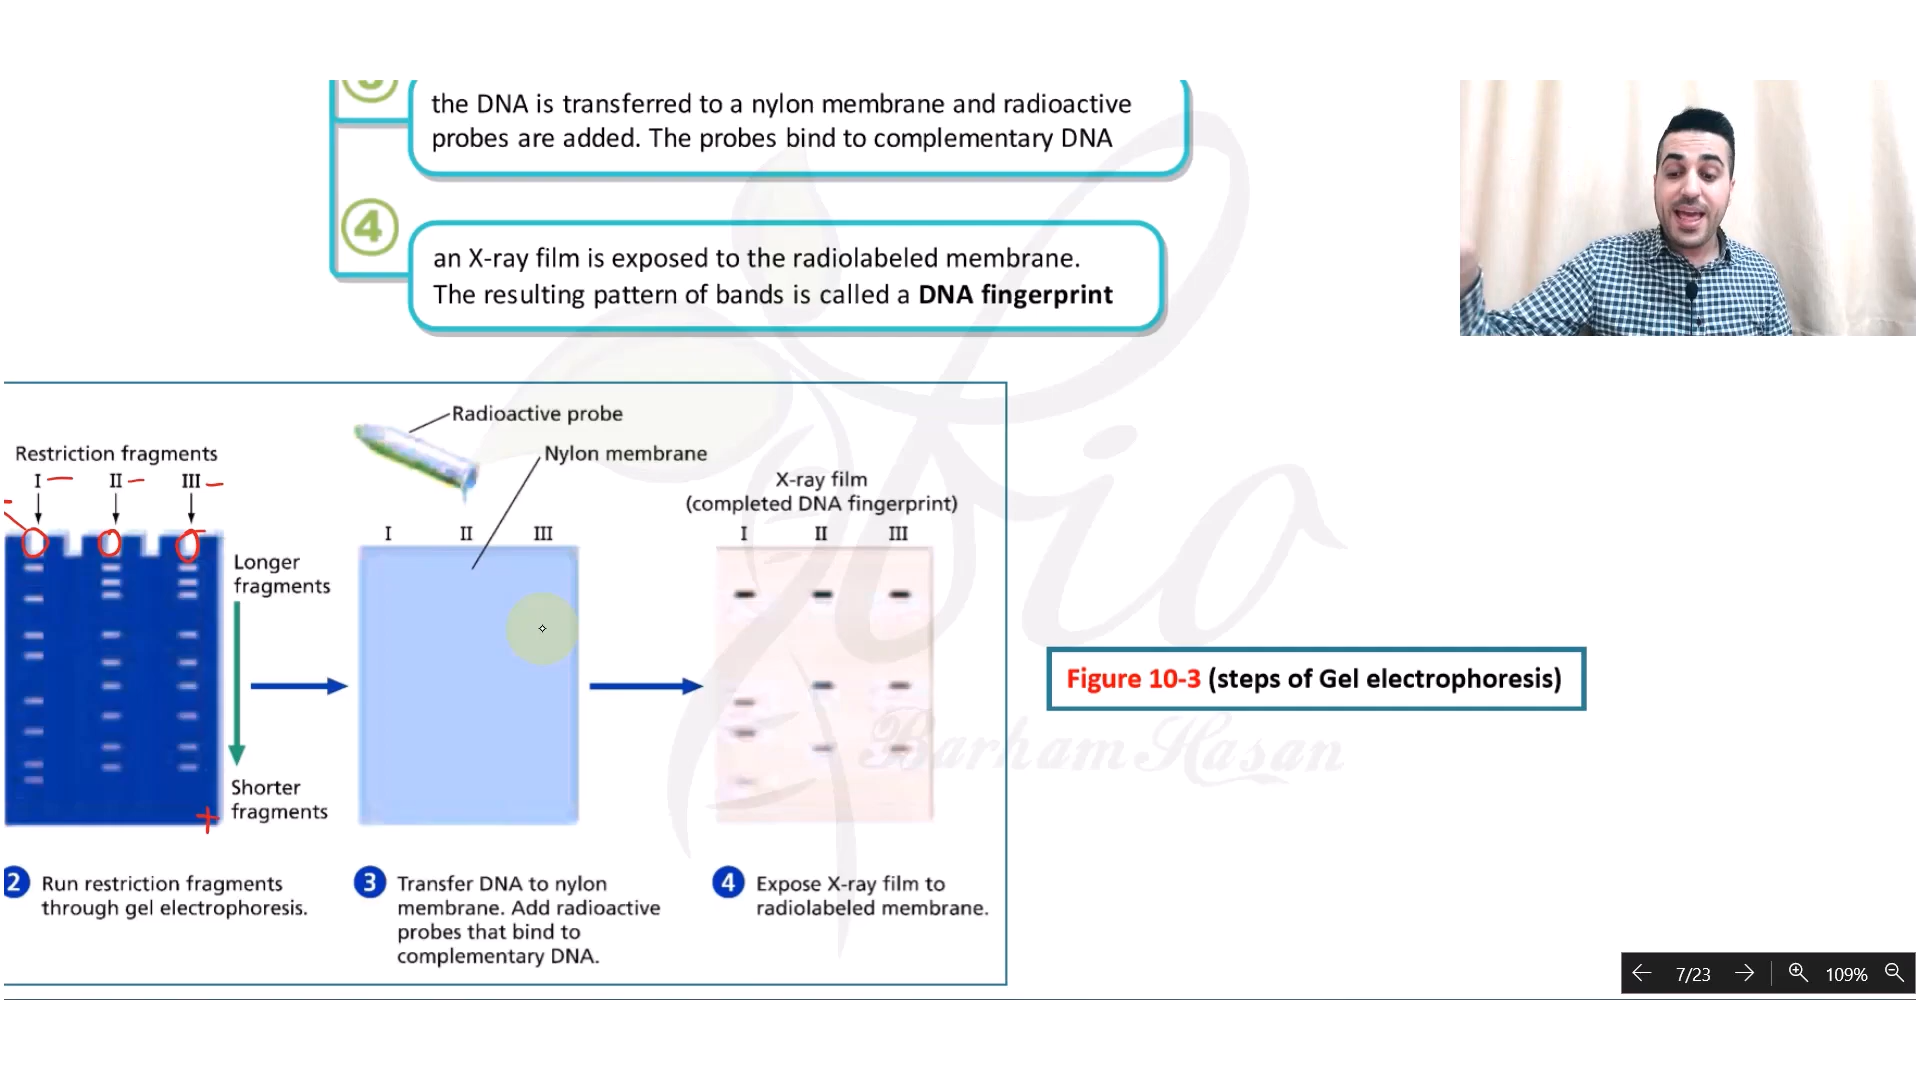 the DNA is transferred to a nylon membrane and radioactive
probes are added. The probes bind to complementary DNA
4
an X-ray film is exposed to the radiolabeled membrane.
The resulting pattern of bands is called a DNA fingerprint
Radioactive probe
Nylon membrane
Restriction fragments
I II III
Longer
fragments
Shorter
fragments
+
I II III
X-ray film
(completed DNA fingerprint)
I II III
Bio
Barham Hasan
Figure 10-3 (steps of Gel electrophoresis)
2 Run restriction fragments
through gel electrophoresis.
3 Transfer DNA to nylon
membrane. Add radioactive
probes that bind to
complementary DNA.
4 Expose X-ray film to
radiolabeled membrane.
7/23
109%